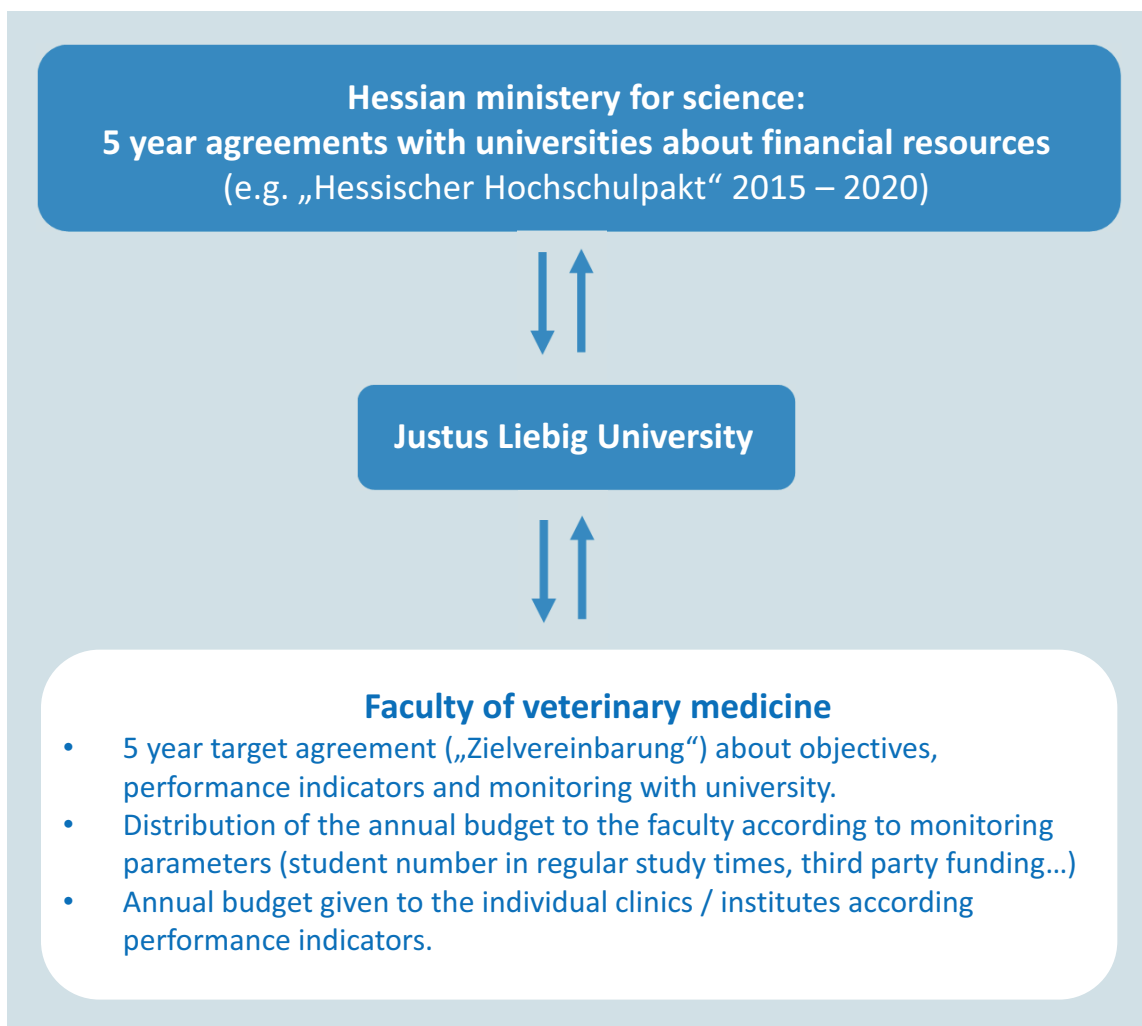 Hessian ministery for science:
5 year agreements with universities about financial resources
(e.g. „Hessischer Hochschulpakt“ 2015 – 2020)
Justus Liebig University
Faculty of veterinary medicine
• 5 year target agreement („Zielvereinbarung“) about objectives,
performance indicators and monitoring with university.
• Distribution of the annual budget to the faculty according to monitoring
parameters (student number in regular study times, third party funding…)
• Annual budget given to the individual clinics / institutes according
performance indicators.